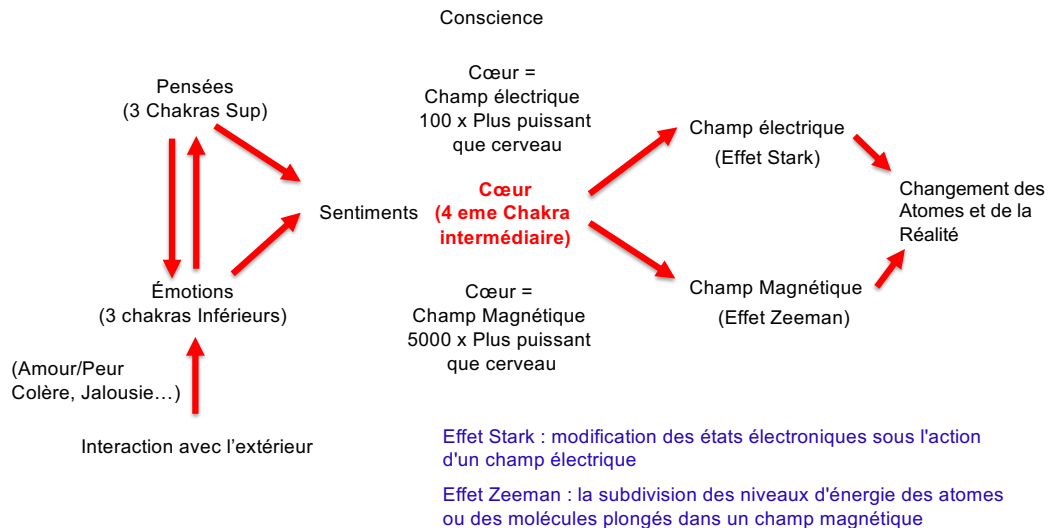 Conscience
Pensées
(3 Chakras Sup)
Cœur =
Champ électrique
100 x Plus puissant
que cerveau
Champ électrique
(Effet Stark)
Sentiments
Cœur
(4 eme Chakra
intermédiaire)
Changement des
Atomes et de la
Réalité
Émotions
(3 chakras Inférieurs)
Cœur =
Champ Magnétique
5000 x Plus puissant
que cerveau
Champ Magnétique
(Effet Zeeman)
(Amour/Peur
Colère, Jalousie…)
Interaction avec l’extérieur
Effet Stark : modification des états électroniques sous l'action
d'un champ électrique
Effet Zeeman : la subdivision des niveaux d'énergie des atomes
ou des molécules plongés dans un champ magnétique